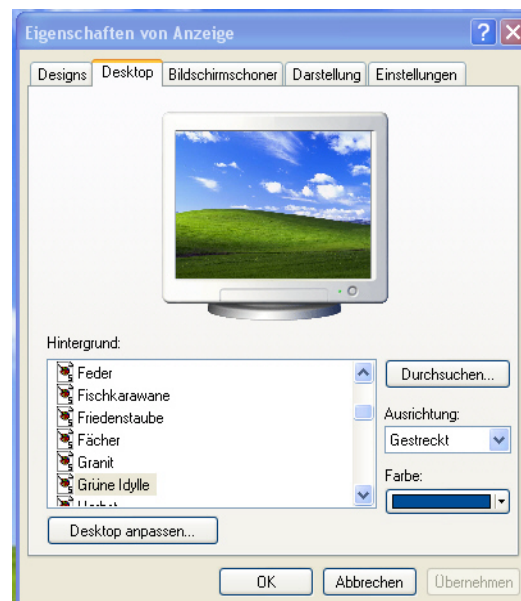 Eigenschaften von Anzeige
Designs Desktop Bildschirmschoner Darstellung Einstellungen
Hintergrund:
Feder
Fischkarawane
Friedenstaube
Fächer
Granit
Grüne Idylle
Herbst
Durchsuchen...
Ausrichtung:
Gestreckt
Farbe:
Desktop anpassen...
OK Abbrechen Übernehmen